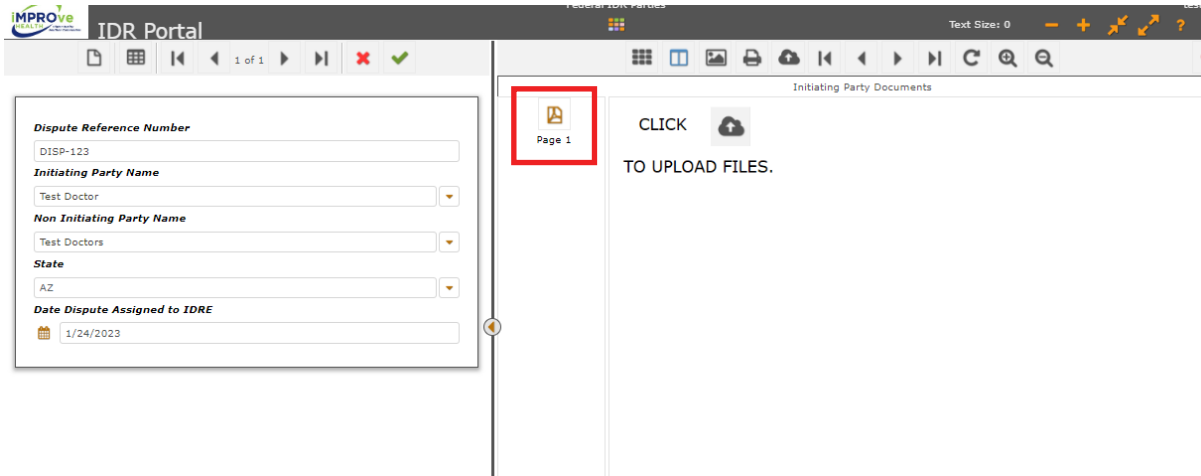 Federal IDR Parties
iMPROve
HEALTH
IDR Portal
Text Size: 0
?
1 of 1
Initiating Party Documents
Page 1
CLICK
TO UPLOAD FILES.
Dispute Reference Number
DISP-123
Initiating Party Name
Test Doctor
Non Initiating Party Name
Test Doctors
State
AZ
Date Dispute Assigned to IDRE
1/24/2023